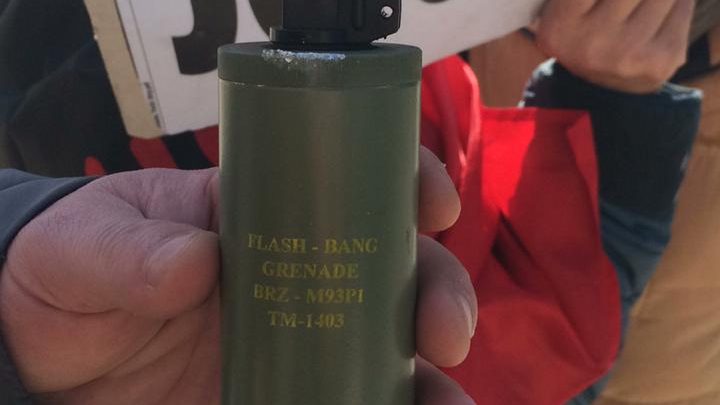 FLASH - BANG
GRENADE
BRZ - M93P1
TM-1403